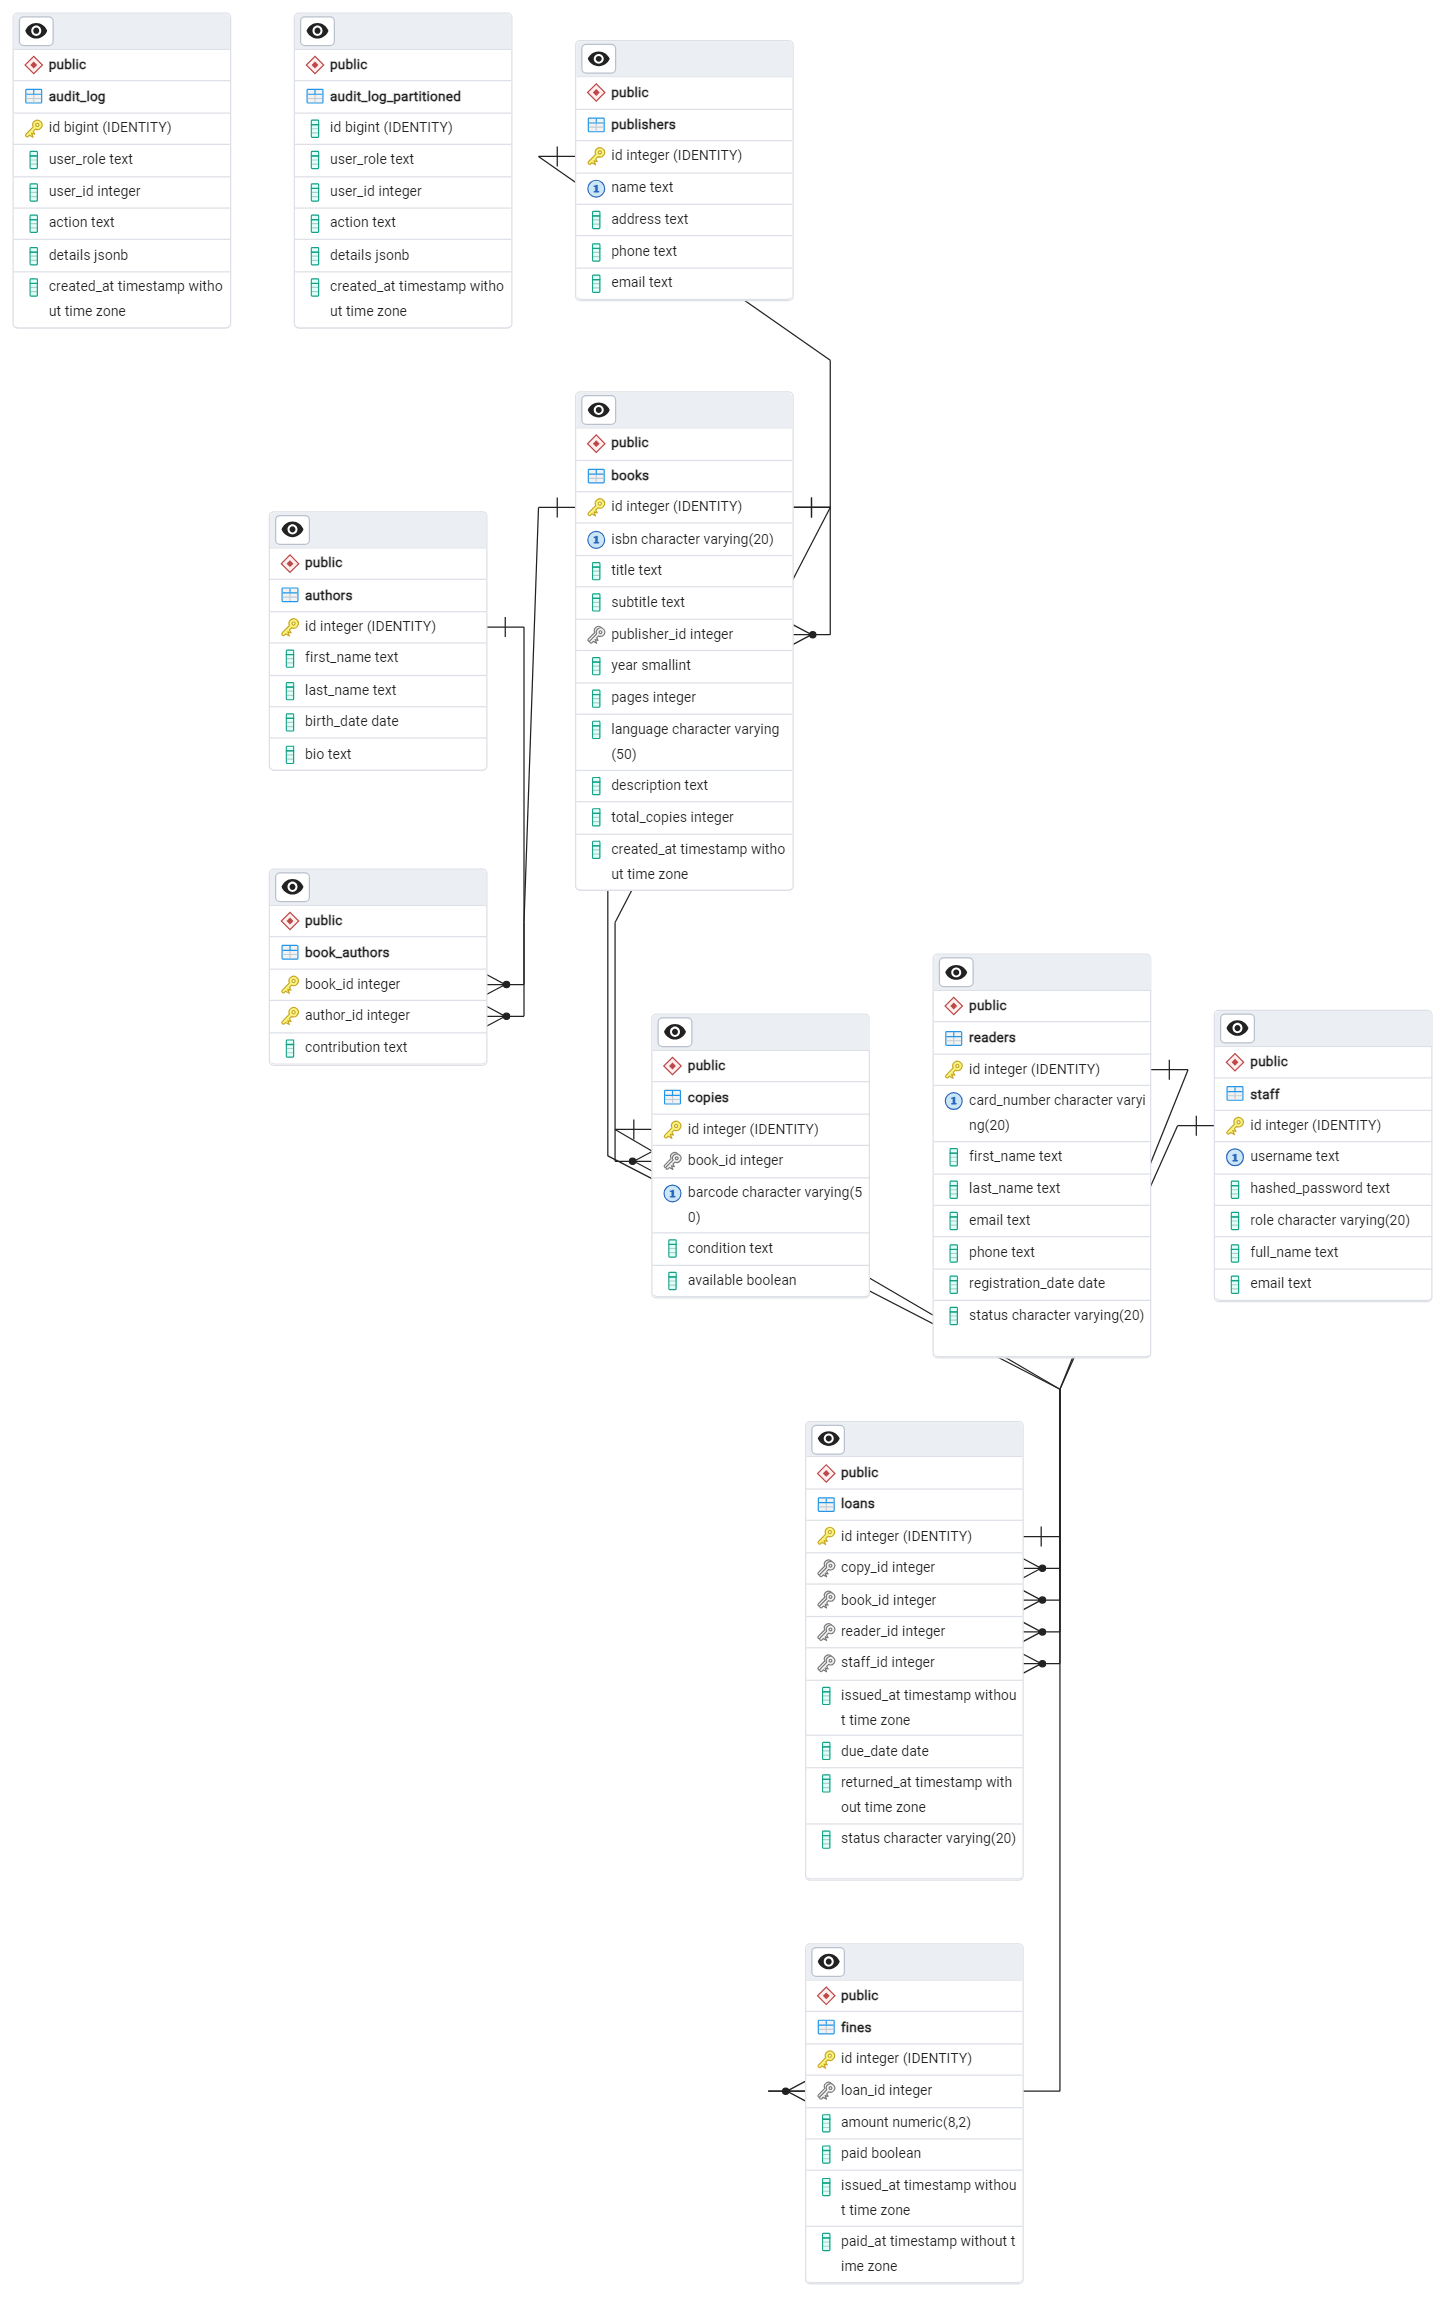 public
audit_log
id bigint (IDENTITY)
user_role text
user_id integer
action text
details jsonb
created_at timestamp witho
ut time zone
public
audit_log_partitioned
id bigint (IDENTITY)
user_role text
user_id integer
action text
details jsonb
created_at timestamp witho
ut time zone
public
publishers
id integer (IDENTITY)
1 name text
address text
phone text
email text
public
books
id integer (IDENTITY)
1 isbn character varying(20)
title text
subtitle text
publisher_id integer
year smallint
pages integer
language character varying
(50)
description text
total_copies integer
created_at timestamp witho
ut time zone
public
authors
id integer (IDENTITY)
first_name text
last_name text
birth_date date
bio text
public
book_authors
book_id integer
author_id integer
contribution text
public
copies
id integer (IDENTITY)
book_id integer
1 barcode character varying(5
0)
condition text
available boolean
public
readers
id integer (IDENTITY)
1 card_number character varyi
ng(20)
first_name text
last_name text
email text
phone text
registration_date date
status character varying(20)
public
staff
id integer (IDENTITY)
1 username text
hashed_password text
role character varying(20)
full_name text
email text
public
loans
id integer (IDENTITY)
copy_id integer
book_id integer
reader_id integer
staff_id integer
issued_at timestamp withou
t time zone
due_date date
returned_at timestamp with
out time zone
status character varying(20)
public
fines
id integer (IDENTITY)
loan_id integer
amount numeric(8,2)
paid boolean
issued_at timestamp withou
t time zone
paid_at timestamp without t
ime zone